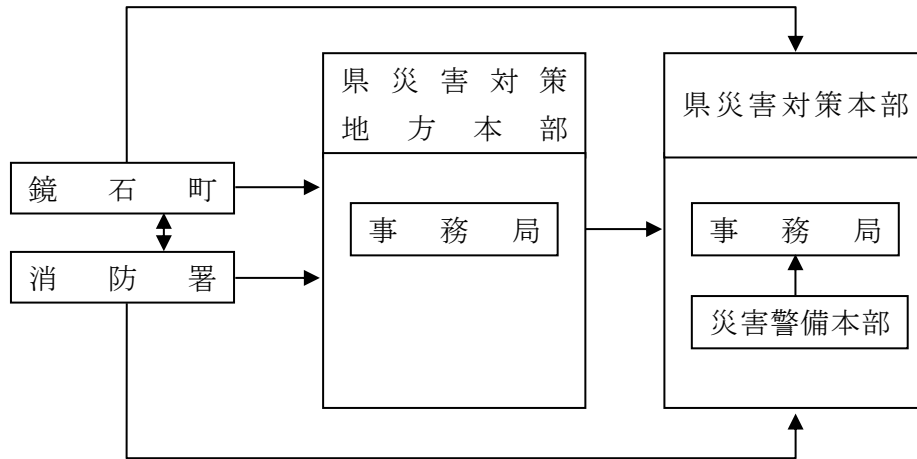 県災害対策
地方本部
県災害対策本部
鏡石町
事務局
事務局
消防署
災害警備本部